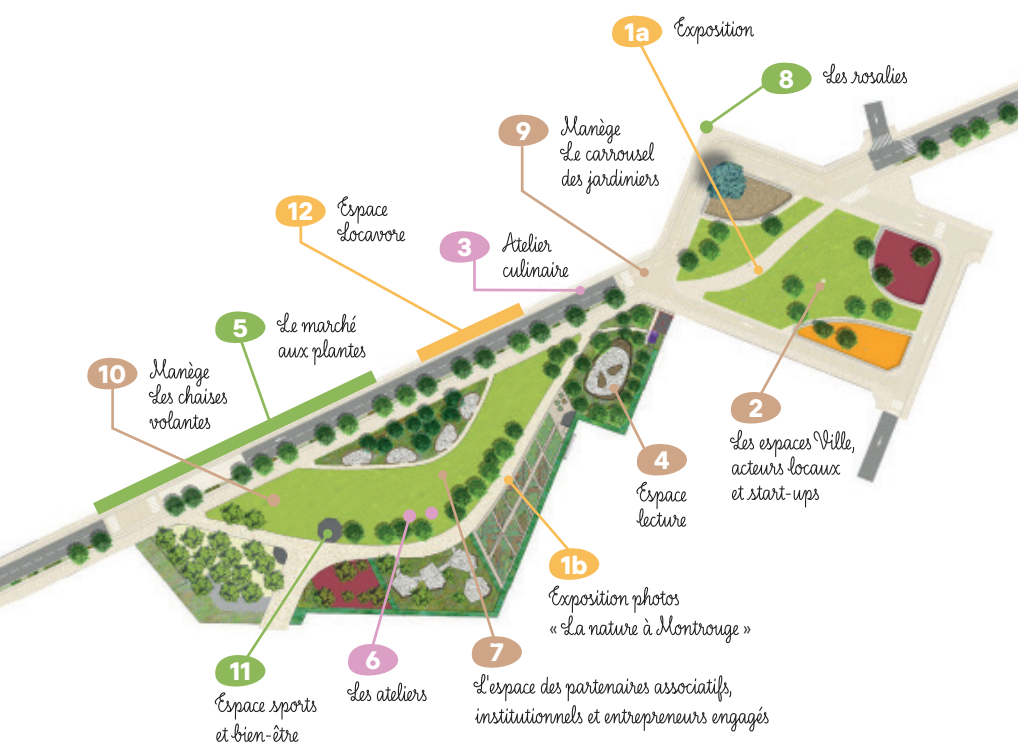 1a
Exposition
8
Les rosalies
9
Manège
Le carrousel
des jardiniers
12
Espace
Locavore
3
Atelier
culinaire
5
Le marché
aux plantes
10
Manège
Les chaises
volantes
2
Les espaces Ville,
acteurs locaux
et start-ups
4
Espace
lecture
1b
Exposition photos
« La nature à Montrouge »
11
Espace sports
et bien-être
6
Les ateliers
7
L'espace des partenaires associatifs,
institutionnels et entrepreneurs engagés